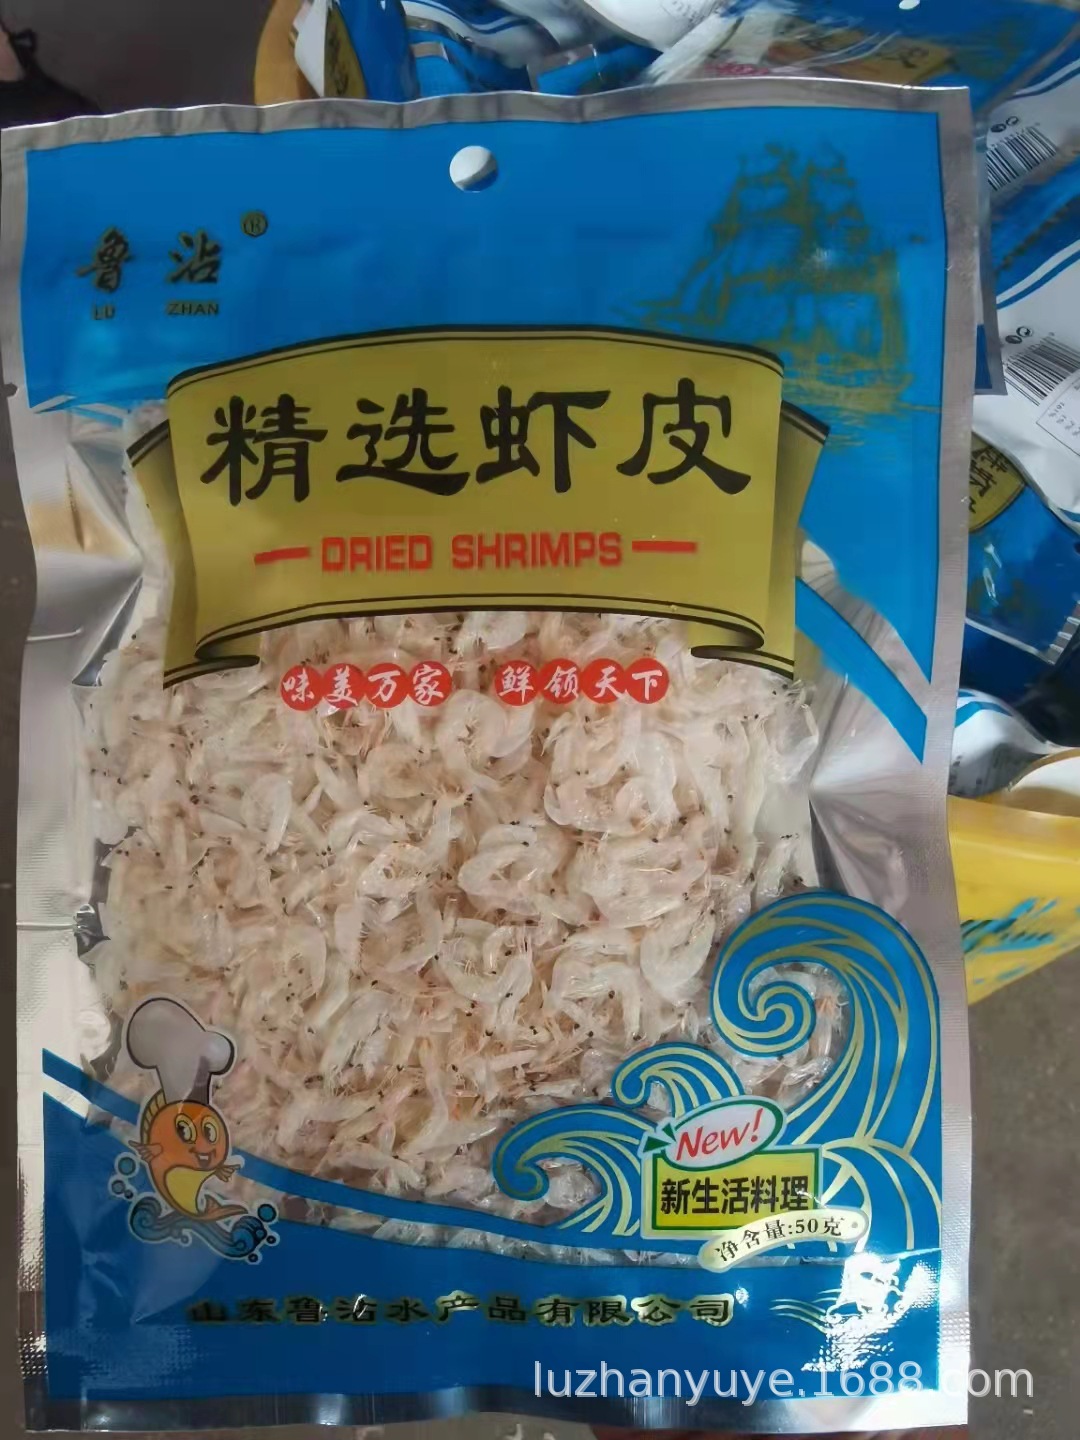 鲁沾®
LU ZHAN
精选虾皮
DRIED SHRIMPS
味美万家 鲜领天下
New!
新生活料理
净含量:50克
山东鲁沾水产品有限公司
luzhanyuye.1688.com